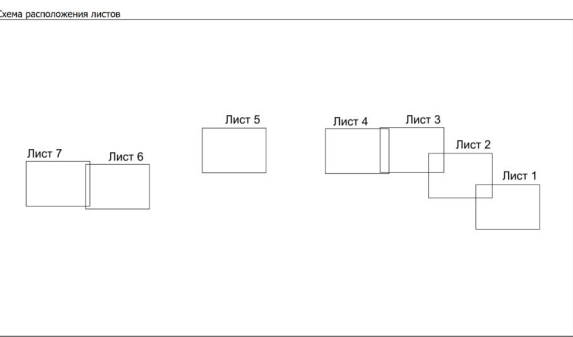 Схема расположения листов
Лист 5
Лист 4
Лист 3
Лист 2
Лист 7
Лист 6
Лист 1